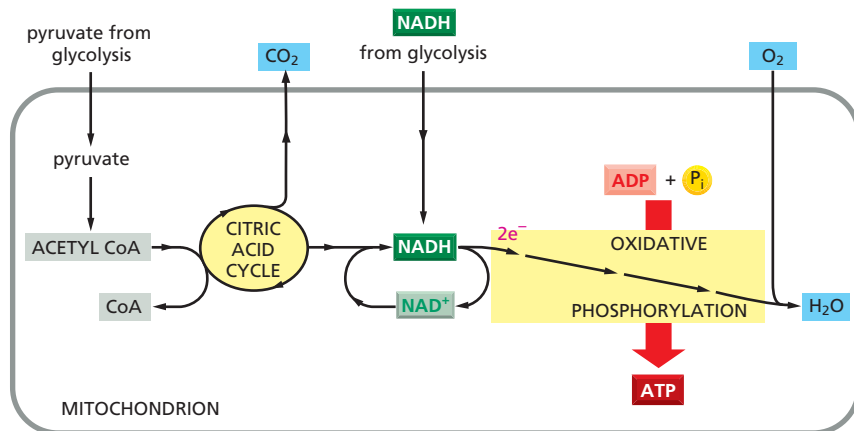 pyruvate from
glycolysis
CO₂
NADH
from glycolysis
O₂
pyruvate
ADP + Pᵢ
ACETYL CoA
CITRIC
ACID
CYCLE
NADH
2e⁻
OXIDATIVE
CoA
NAD⁺
PHOSPHORYLATION
H₂O
ATP
MITOCHONDRION